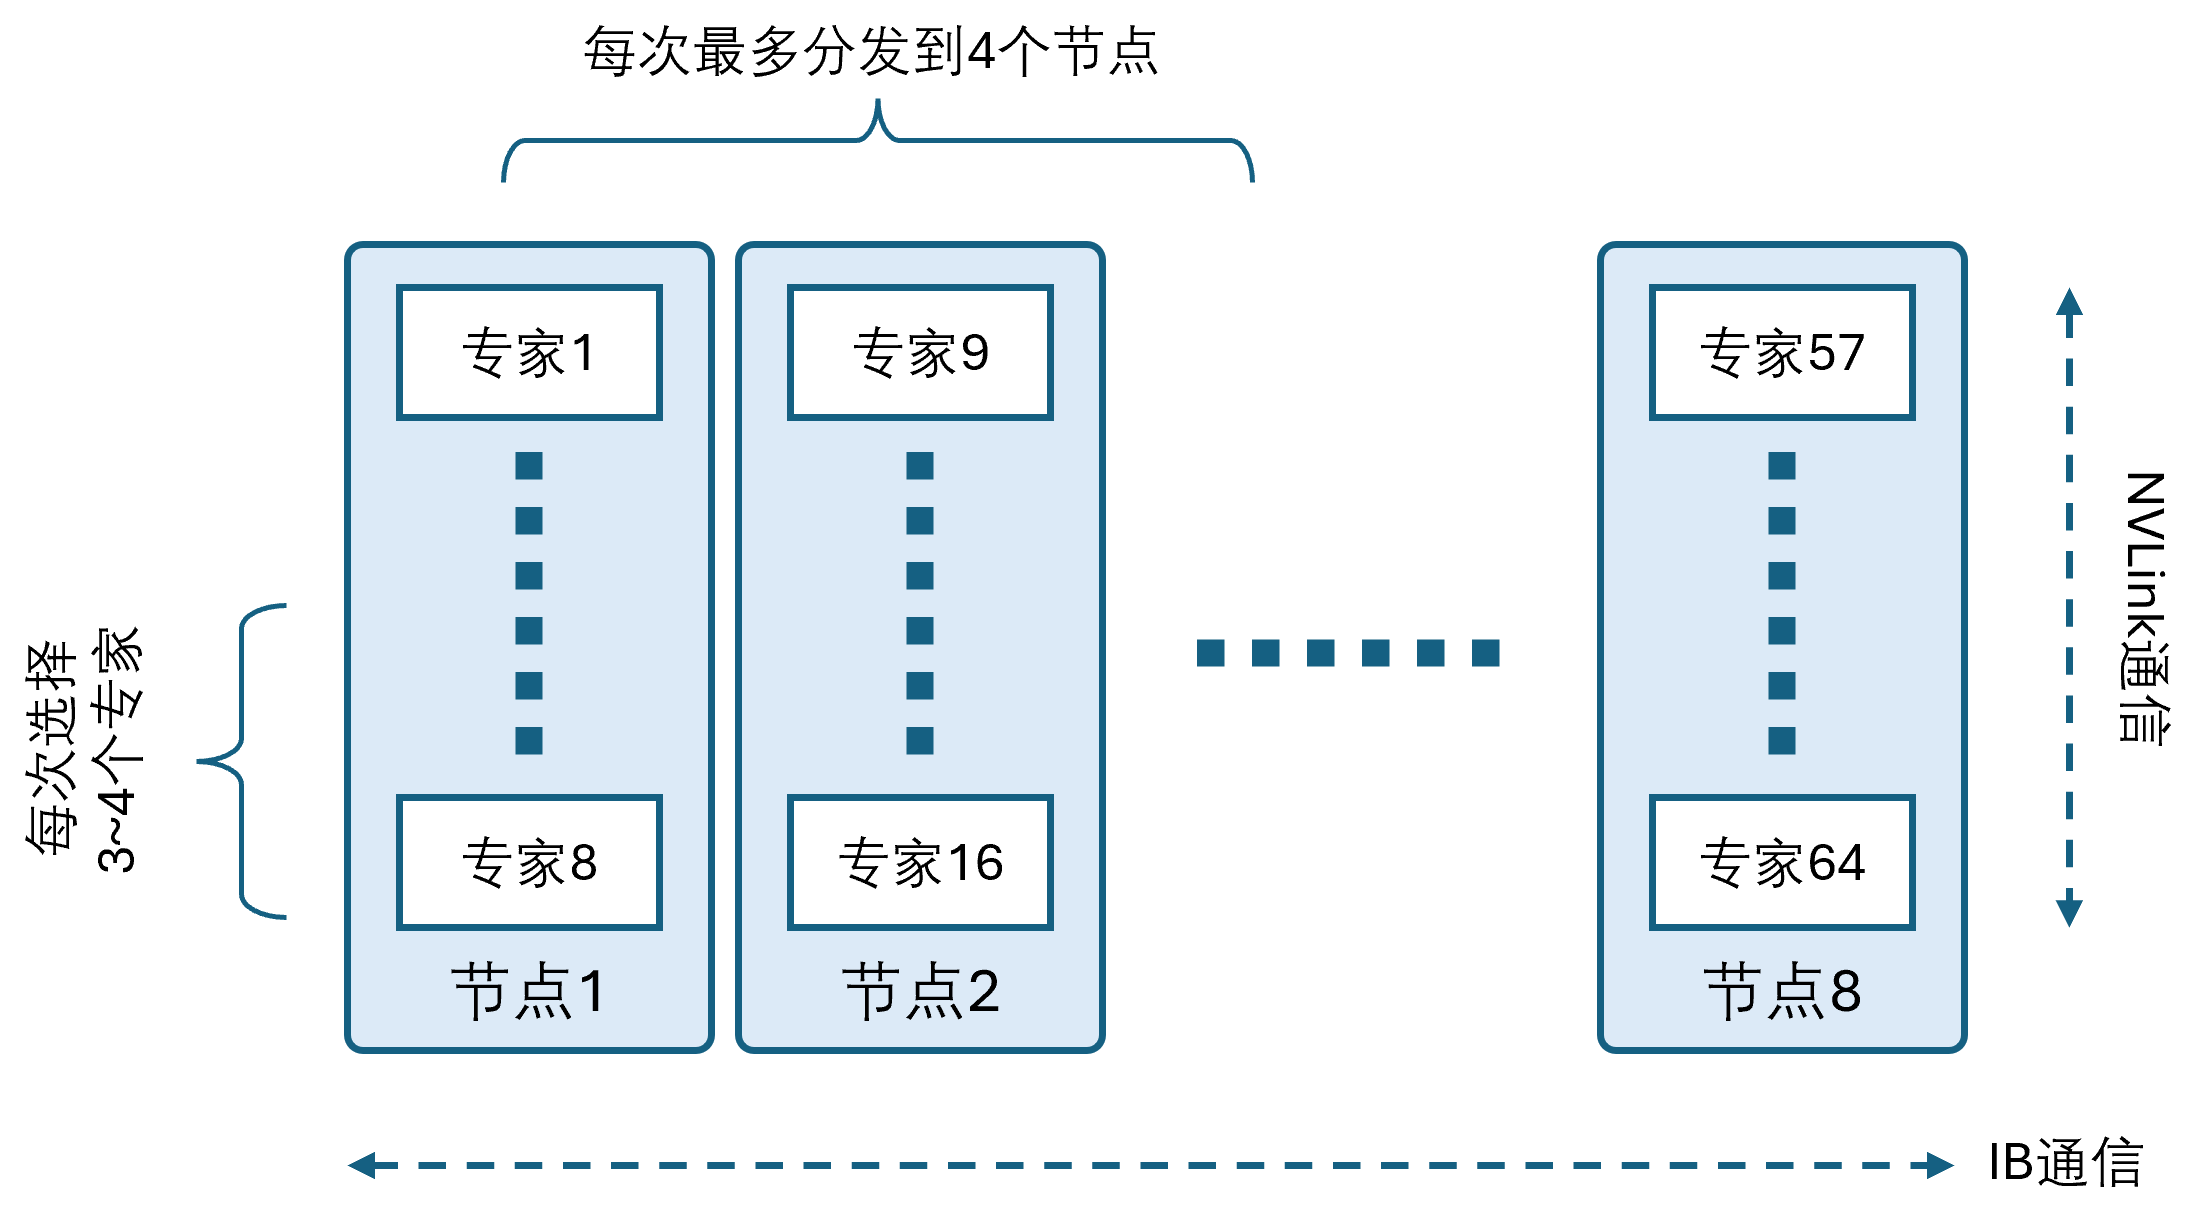 每次最多分发到4个节点
专家1
专家9
专家57
每次选择
3~4个专家
NVLink通信
专家8
专家16
专家64
节点1
节点2
节点8
IB通信